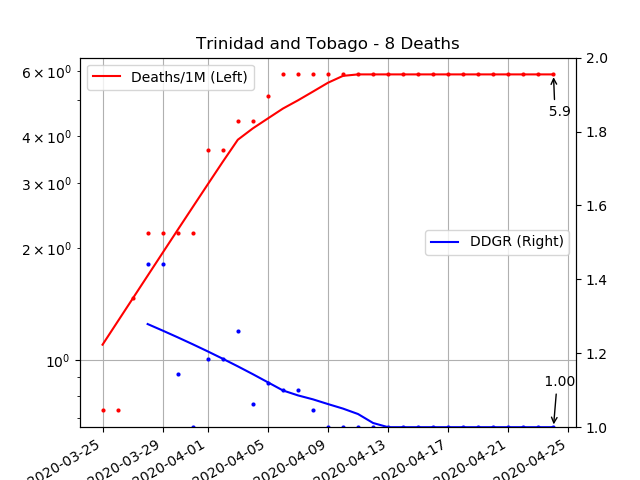 Trinidad and Tobago - 8 Deaths
Deaths/1M (Left)
6 × 10⁰
4 × 10⁰
3 × 10⁰
2 × 10⁰
10⁰
2.0
1.8
1.6
1.4
1.2
1.0
5.9
DDGR (Right)
1.00
2020-03-25
2020-03-29
2020-04-01
2020-04-05
2020-04-09
2020-04-13
2020-04-17
2020-04-21
2020-04-25